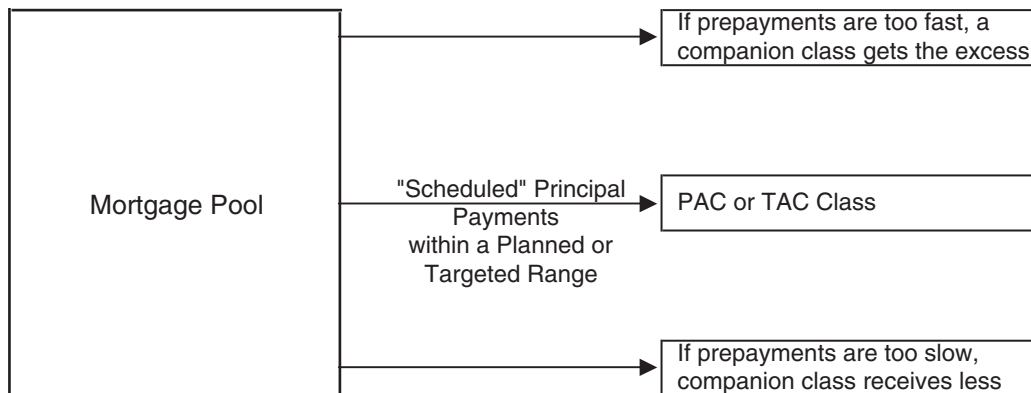 If prepayments are too fast, a
companion class gets the excess
Mortgage Pool
"Scheduled" Principal
Payments
within a Planned or
Targeted Range
PAC or TAC Class
If prepayments are too slow,
companion class receives less